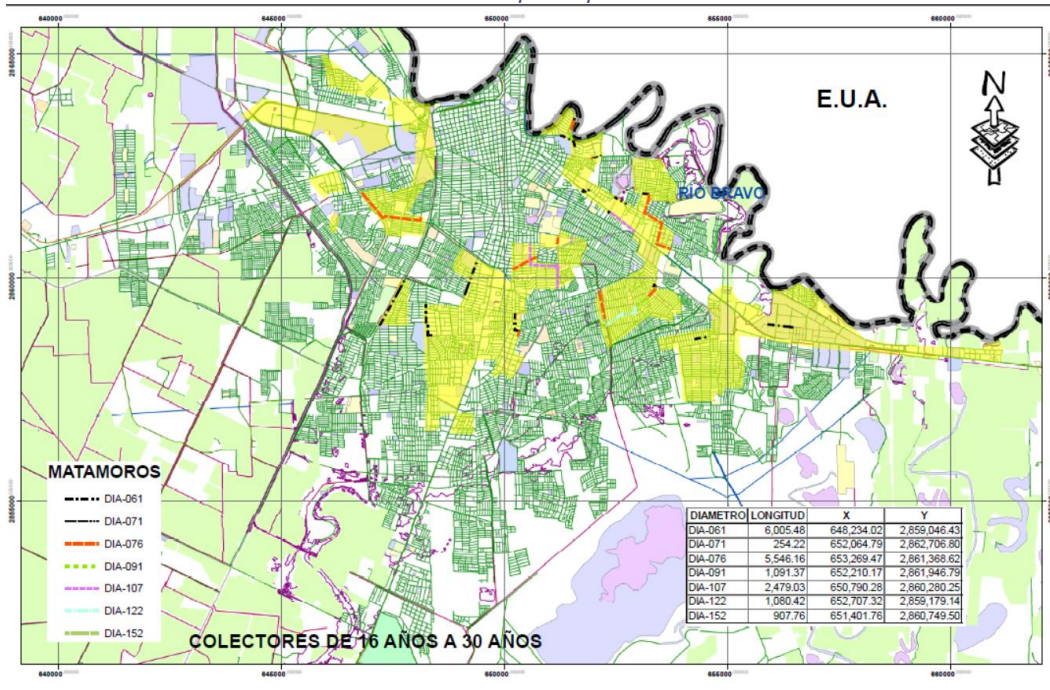 640000 645000 650000 655000 660000
E.U.A.
N
RIO BRAVO
2865000
2860000
2855000
MATAMOROS
DIA-061
DIA-071
DIA-076
DIA-091
DIA-107
DIA-122
DIA-152
COLECTORES DE 16 AÑOS A 30 AÑOS
DIAMETRO LONGITUD X Y
DIA-061 6,005.48 648,234.02 2,859,046.43
DIA-071 254.22 652,064.79 2,862,706.80
DIA-076 5,546.16 653,269.47 2,861,368.62
DIA-091 1,091.37 652,210.17 2,861,946.79
DIA-107 2,479.03 650,790.28 2,860,280.25
DIA-122 1,080.42 652,707.32 2,859,179.14
DIA-152 907.76 651,401.76 2,860,749.50
640000 645000 650000 655000 660000